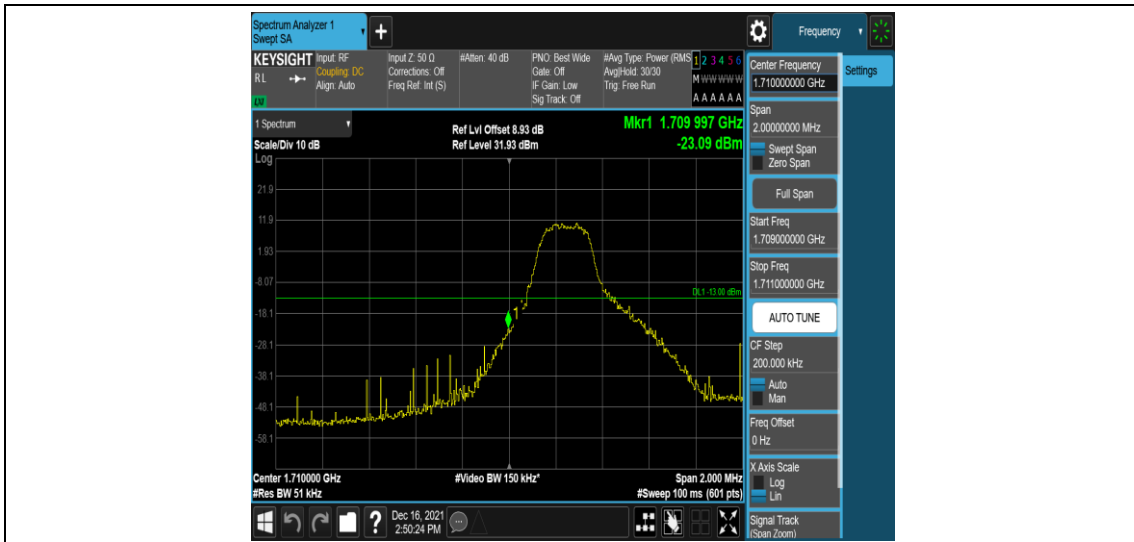 Spectrum Analyzer 1
Swept SA
+
Frequency
KEYSIGHT
RL
LXI
Input: RF
Coupling: DC
Align: Auto
Input Z: 50 Ω
Corrections: Off
Freq Ref: Int (S)
#Atten: 40 dB
PNO: Best Wide
Gate: Off
IF Gain: Low
Sig Track: Off
#Avg Type: Power (RMS
Avg|Hold: 30/30
Trig: Free Run
1 2 3 4 5 6
M W W W W W
A A A A A A
1 Spectrum
Scale/Div 10 dB
Log
Ref Lvl Offset 8.93 dB
Ref Level 31.93 dBm
Mkr1 1.709 997 GHz
-23.09 dBm
21.9
11.9
1.93
-8.07
-18.1
-28.1
-38.1
-48.1
-58.1
DL1 -13.00 dBm
1
Center 1.710000 GHz
#Res BW 51 kHz
#Video BW 150 kHz*
Span 2.000 MHz
#Sweep 100 ms (601 pts)
Dec 16, 2021
2:50:24 PM
?
Center Frequency
1.710000000 GHz
Settings
Span
2.00000000 MHz
Swept Span
Zero Span
Full Span
Start Freq
1.709000000 GHz
Stop Freq
1.711000000 GHz
AUTO TUNE
CF Step
200.000 kHz
Auto
Man
Freq Offset
0 Hz
X Axis Scale
Log
Lin
Signal Track
(Span Zoom)